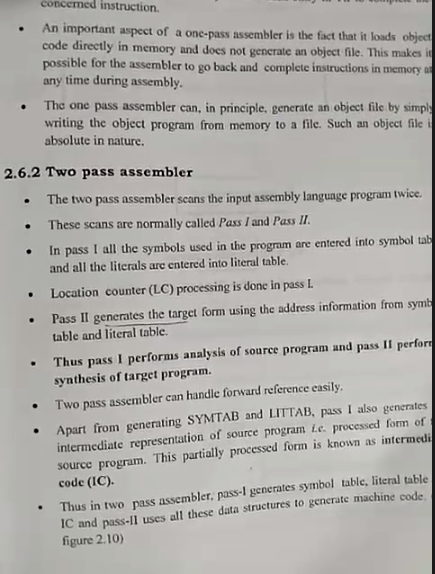 concerned instruction.
• An important aspect of a one-pass assembler is the fact that it loads object
code directly in memory and does not generate an object file. This makes it
possible for the assembler to go back and complete instructions in memory at
any time during assembly.
• The one pass assembler can, in principle, generate an object file by simply
writing the object program from memory to a file. Such an object file i
absolute in nature.
2.6.2 Two pass assembler
• The two pass assembler scans the input assembly language program twice.
• These scans are normally called Pass I and Pass II.
• In pass I all the symbols used in the program are entered into symbol tab
and all the literals are entered into literal table.
• Location counter (LC) processing is done in pass I.
• Pass II generates the target form using the address information from symb
table and literal table.
• Thus pass I performs analysis of source program and pass II perfor
synthesis of target program.
• Two pass assembler can handle forward reference easily.
• Apart from generating SYMTAB and LITTAB, pass I also generates
intermediate representation of source program i.e. processed form of
source program. This partially processed form is known as intermedi
code (IC).
• Thus in two pass assembler, pass-I generates symbol table, literal table
IC and pass-II uses all these data structures to generate machine code.
figure 2.10)